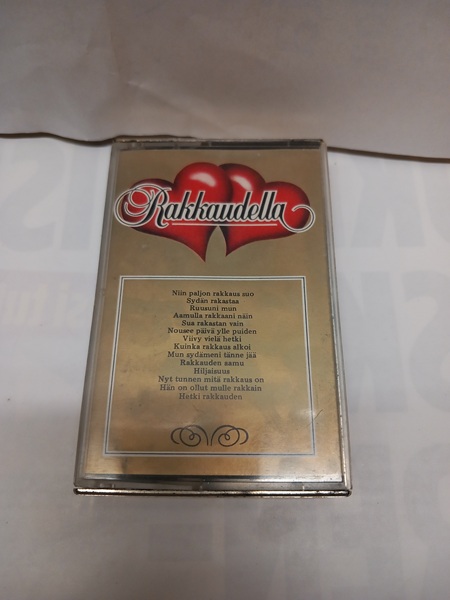 Rakkaudella
Niin paljon rakkaus suo
Sydän rakastaa
Ruusuni mun
Aamulla rakkaani näin
Sua rakastan vain
Nousee päivä ylle puiden
Viivy vielä hetki
Kuinka rakkaus alkoi
Mun sydämeni tänne jää
Rakkauden aamu
Hiljaisuus
Nyt tunnen mitä rakkaus on
Hän on ollut mulle rakkain
Hetki rakkauden